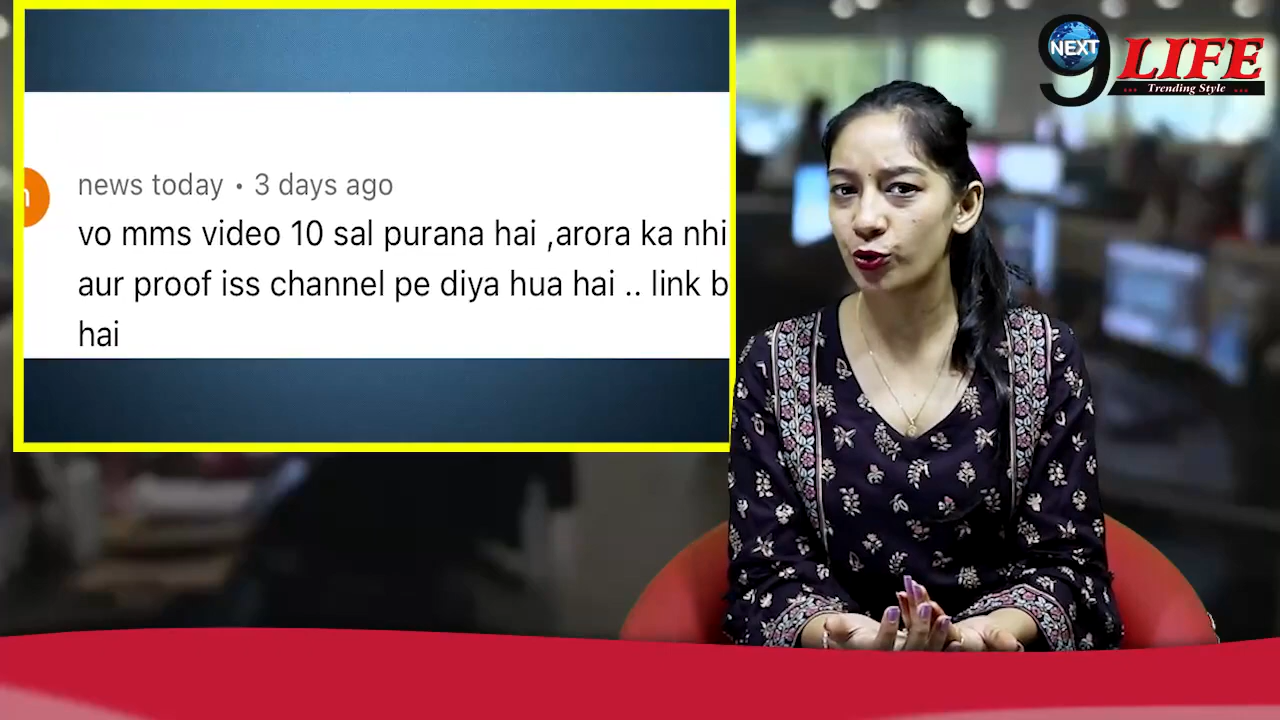 news today • 3 days ago
vo mms video 10 sal purana hai ,arora ka nhi
aur proof iss channel pe diya hua hai .. link
hai
9
NEXT
LIFE
... Trending Style ...